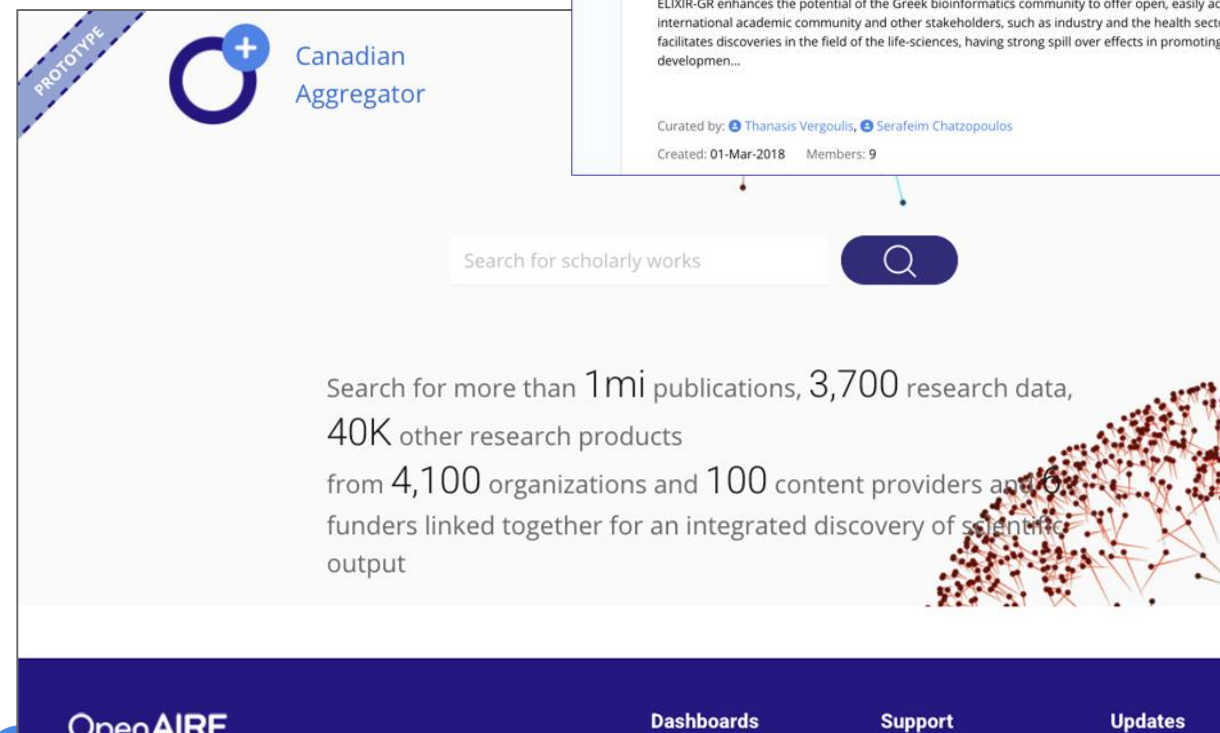 ELIXIR-GR enhances the potential of the Greek bioinformatics community to offer open, easily
international academic community and other stakeholders, such as industry and the health
facilitates discoveries in the field of the life-sciences, having strong spill over effects in promoting
developmen...
Curated by: Thanasis Vergoulis, Serafeim Chatzopoulos
Created: 01-Mar-2018 Members: 9
PROTOTYPE
Canadian
Aggregator
Search for scholarly works
Search for more than 1mi publications, 3,700 research data,
40K other research products
from 4,100 organizations and 100 content providers and 6
funders linked together for an integrated discovery of scientific
output
OpenAIRE
Dashboards Support Updates